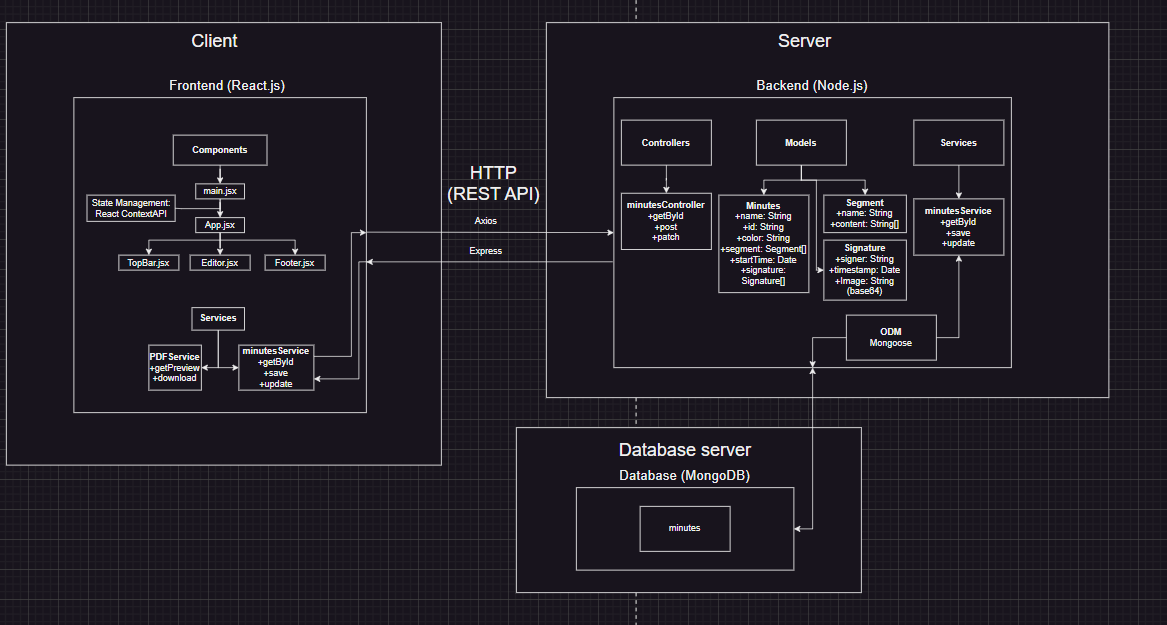 Client
Frontend (React.js)
Components
main.jsx
State Management:
React ContextAPI
App.jsx
TopBar.jsx
Editor.jsx
Footer.jsx
Services
PDFService
+getPreview
+download
minutesService
+getById
+save
+update
HTTP
(REST API)
Axios
Express
Server
Backend (Node.js)
Controllers
minutesController
+getById
+post
+patch
Models
Minutes
+name: String
+id: String
+color: String
+segment: Segment[]
+startTime: Date
+signature:
Signature[]
Segment
+name: String
+content: String[]
Signature
+signer: String
+timestamp: Date
+Image: String
(base64)
Services
minutesService
+getById
+save
+update
ODM
Mongoose
Database server
Database (MongoDB)
minutes